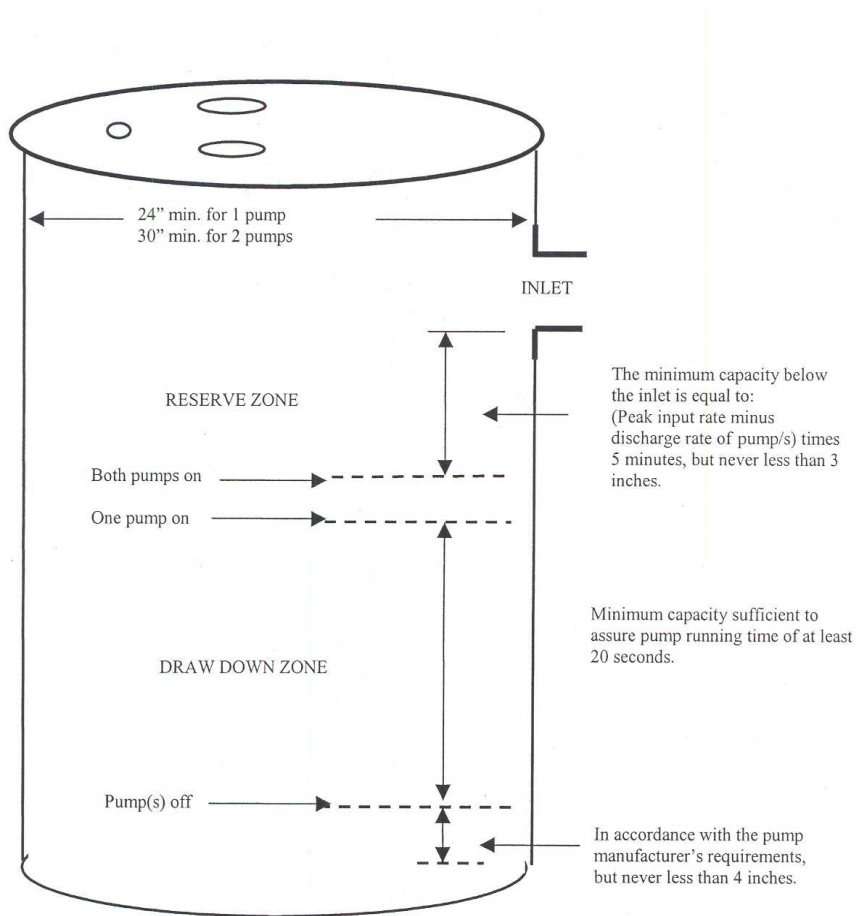 24” min. for 1 pump
30” min. for 2 pumps
INLET
The minimum capacity below
the inlet is equal to:
(Peak input rate minus
discharge rate of pump/s) times
5 minutes, but never less than 3
inches.
RESERVE ZONE
Both pumps on
One pump on
Minimum capacity sufficient to
assure pump running time of at least
20 seconds.
DRAW DOWN ZONE
Pump(s) off
In accordance with the pump
manufacturer’s requirements,
but never less than 4 inches.